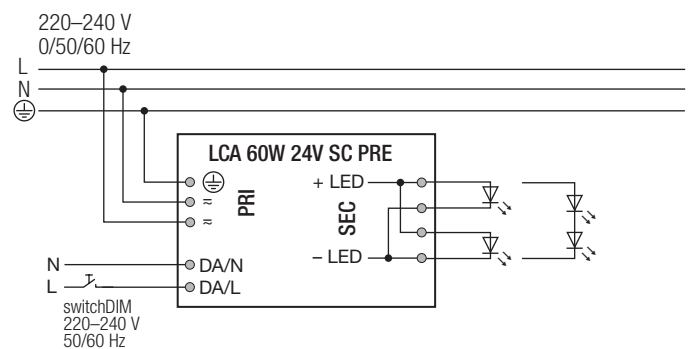 220–240 V
0/50/60 Hz
L
N
LCA 60W 24V SC PRE
+ LED
≂
PRI
SEC
≂
– LED
N
DA/N
L
DA/L
switchDIM
220–240 V
50/60 Hz